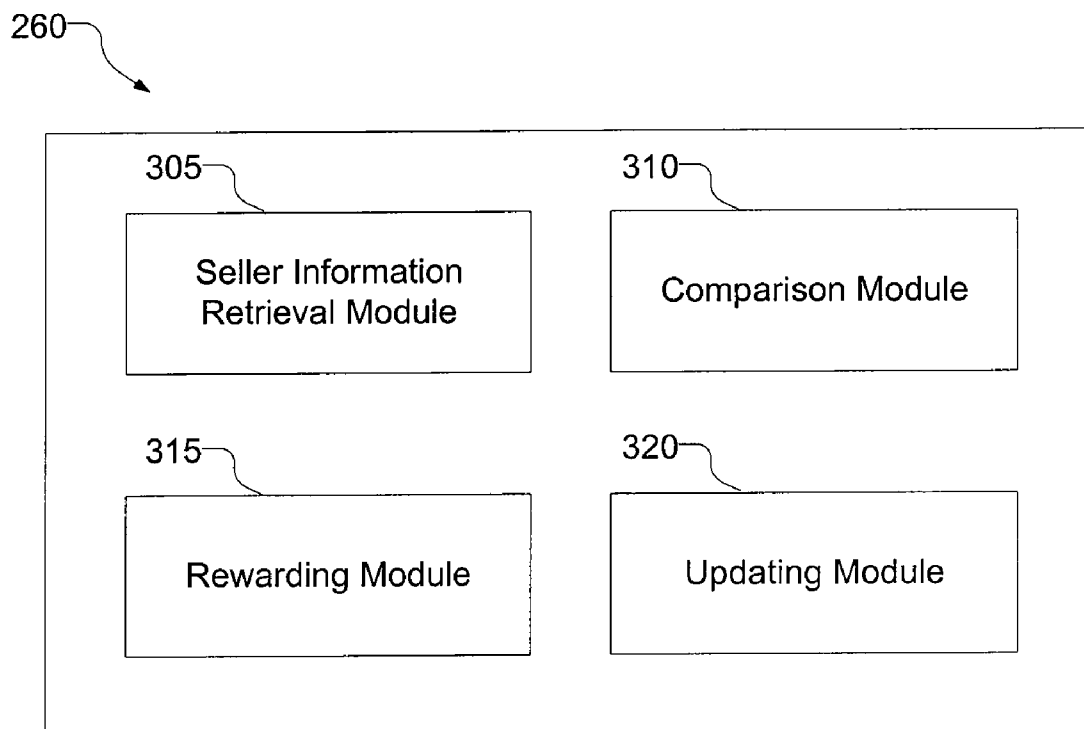 260
305
310
Seller Information
Retrieval Module
Comparison Module
315
320
Rewarding Module
Updating Module